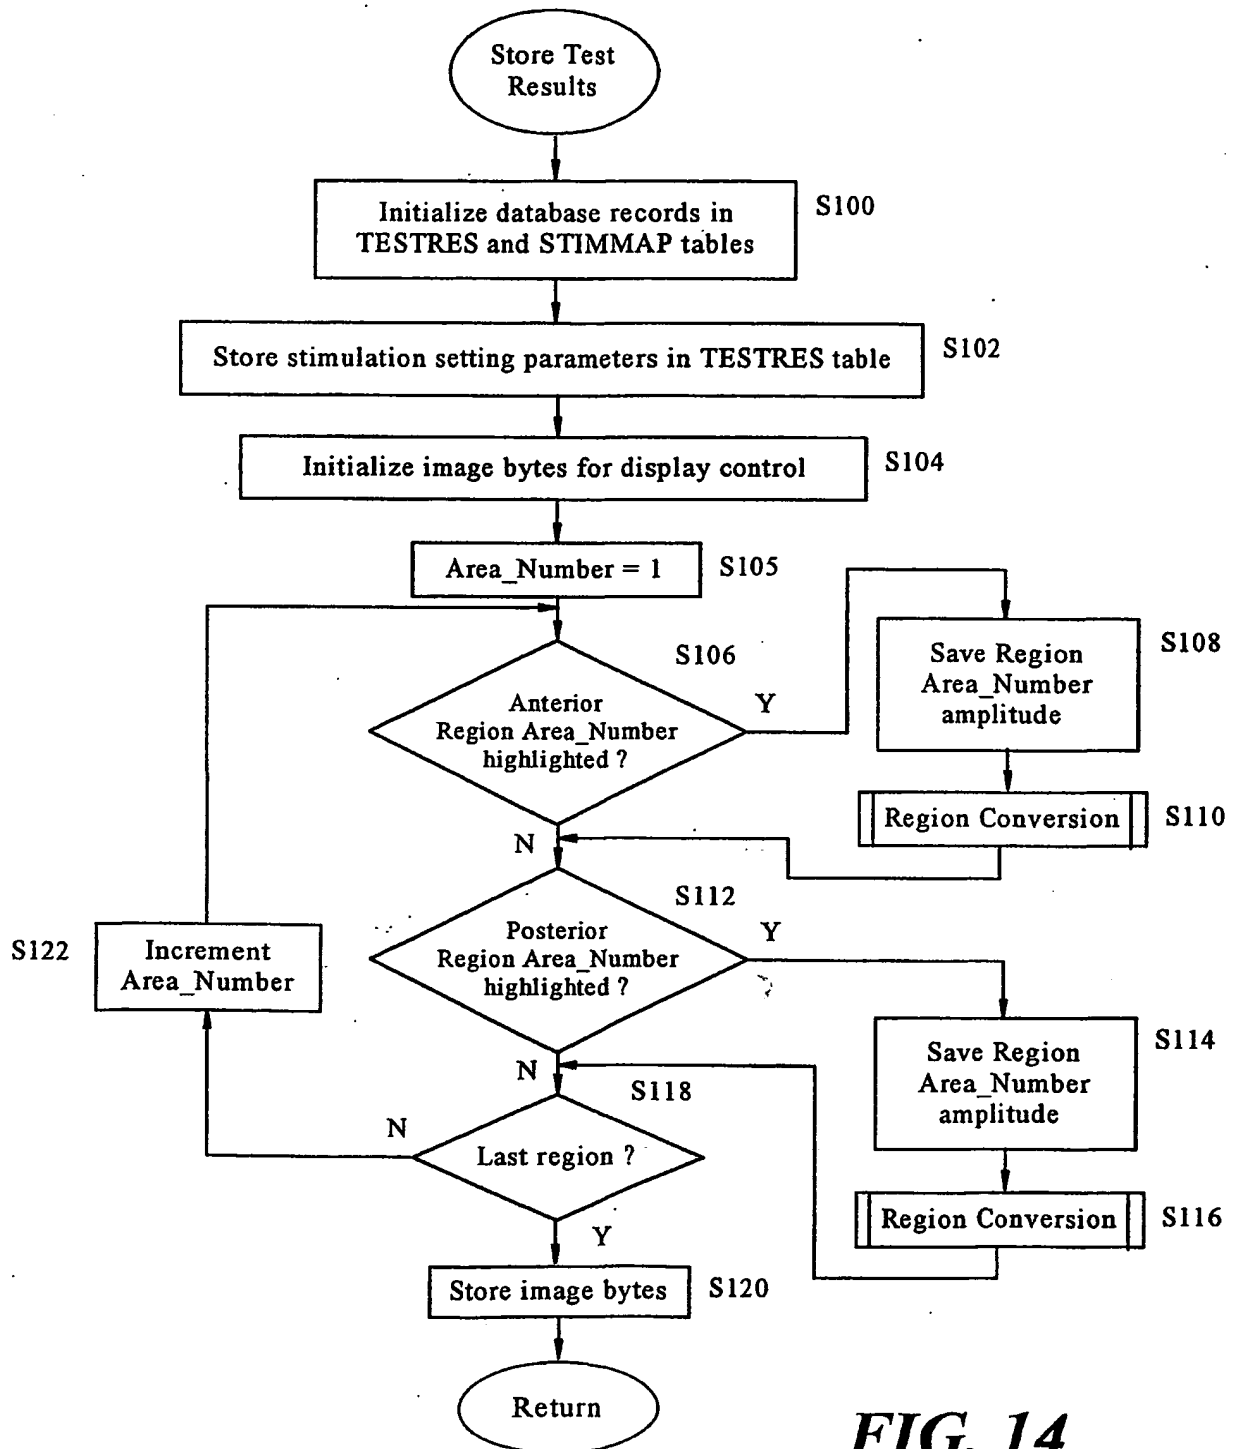 Store Test
Results
Initialize database records in
TESTRES and STIMMAP tables
S100
Store stimulation setting parameters in TESTRES table
S102
Initialize image bytes for display control
S104
Area_Number = 1
S105
S106
Anterior
Region Area_Number
highlighted ?
Y
N
Save Region
Area_Number
amplitude
S108
Region Conversion
S110
S112
Posterior
Region Area_Number
highlighted ?
Y
N
S122
Increment
Area_Number
Save Region
Area_Number
amplitude
S114
Region Conversion
S116
S118
Last region ?
N
Y
Store image bytes
S120
Return
FIG. 14